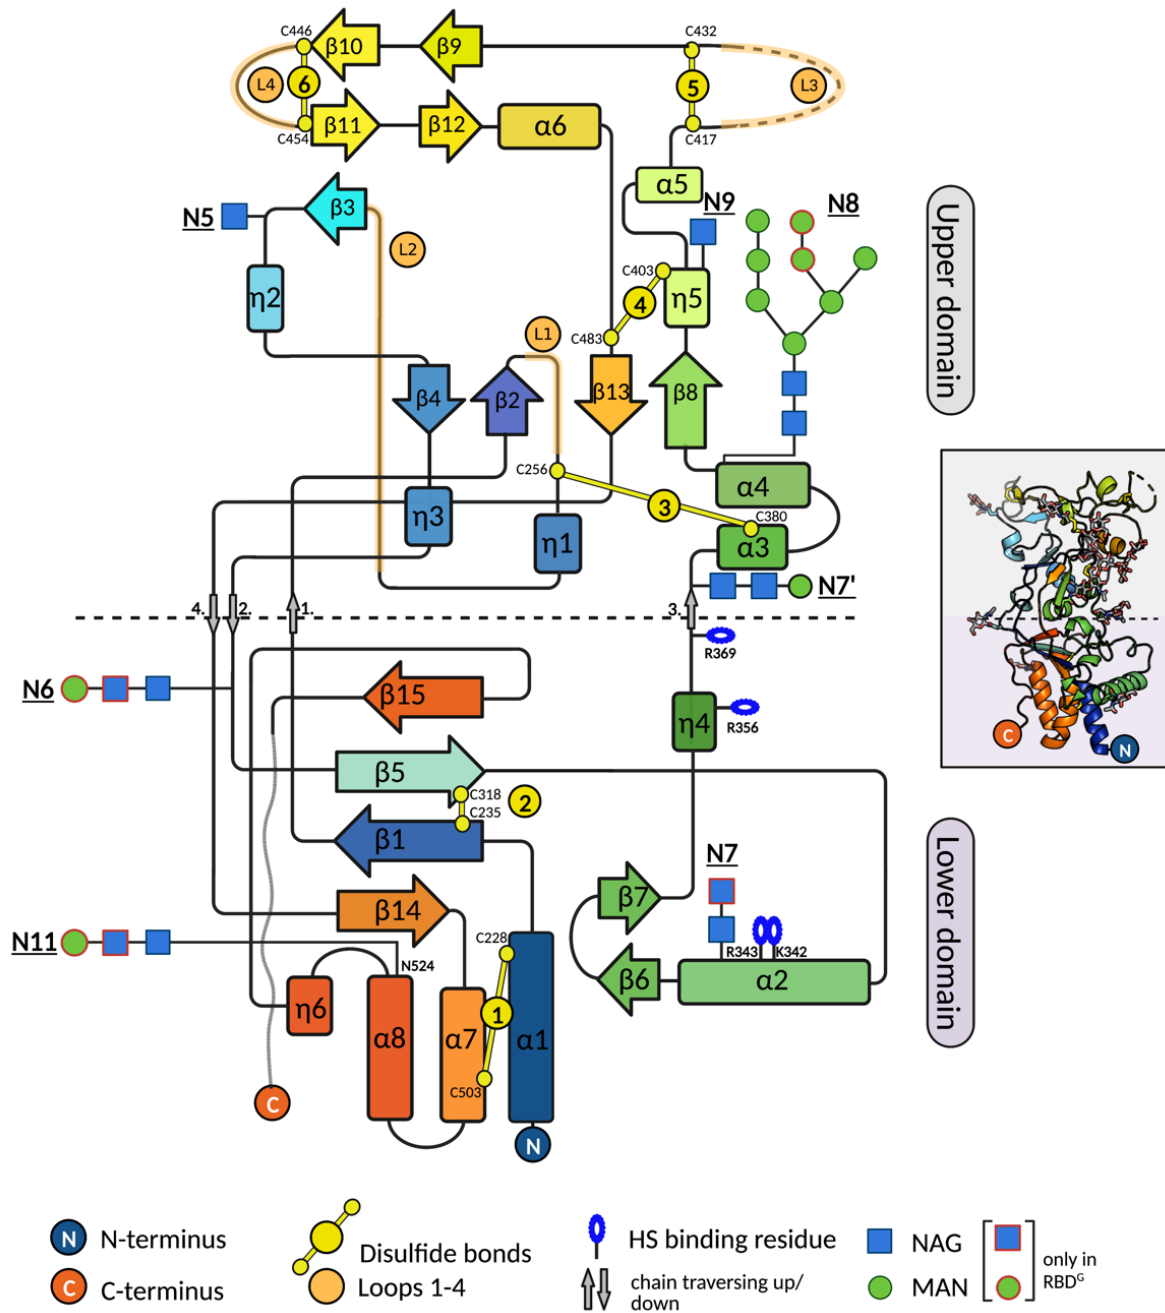 C446
β10
β9
C432
L4
6
5
L3
C454
β11
β12
α6
C417
α5
N5
β3
L2
N9
N8
C403
η2
4
η5
L1
C483
β4
β2
β13
β8
C256
α4
η3
3
C380
η1
α3
N7'
4.
2.
1.
3.
R369
N6
β15
η4
R356
β5
C318
2
C235
β1
N7
β7
β14
R343
K342
N11
C228
N524
β6
α2
η6
1
α8
α7
α1
C503
C
N
Upper domain
C
N
Lower domain
N
N-terminus
Disulfide bonds
HS binding residue
NAG
C
C-terminus
Loops 1-4
chain traversing up/
down
MAN
only in
RBDᴳ